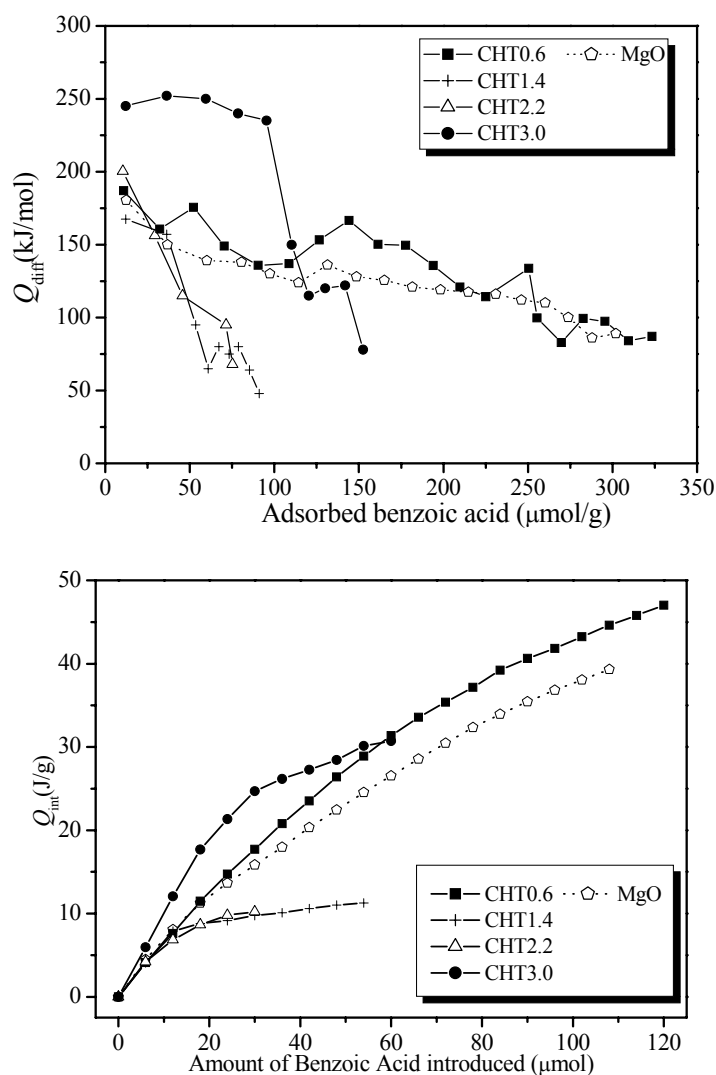 300
250
200
150
100
50
0
Q_diff (kJ/mol)
CHT0.6 MgO
CHT1.4
CHT2.2
CHT3.0
0 50 100 150 200 250 300 350
Adsorbed benzoic acid (μmol/g)
50
40
30
20
10
0
Q_int (J/g)
CHT0.6 MgO
CHT1.4
CHT2.2
CHT3.0
0 20 40 60 80 100 120
Amount of Benzoic Acid introduced (μmol)